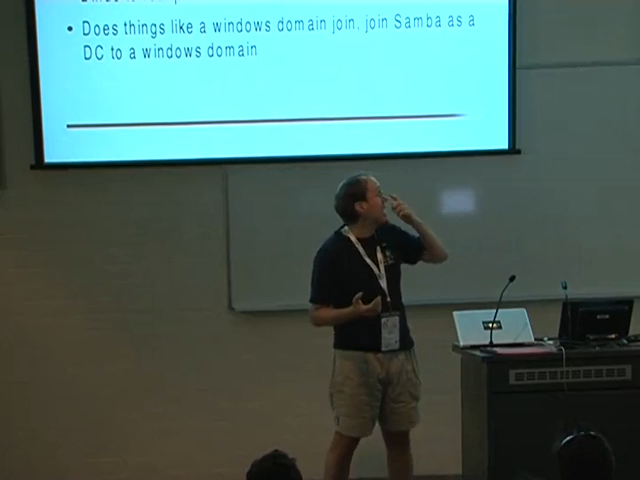 • Does things like a windows domain join. join Samba as a
DC to a windows domain